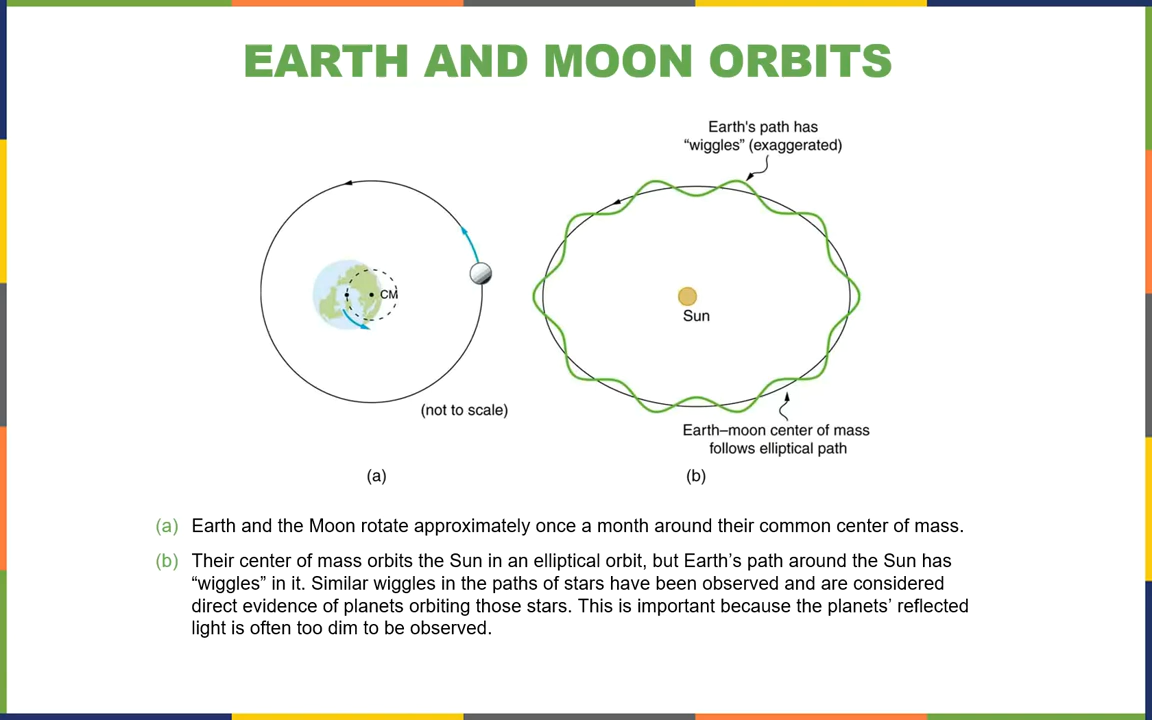 EARTH AND MOON ORBITS
Earth's path has
“wiggles” (exaggerated)
CM
Sun
(not to scale)
Earth–moon center of mass
follows elliptical path
(a)
(b)
(a) Earth and the Moon rotate approximately once a month around their common center of mass.
(b) Their center of mass orbits the Sun in an elliptical orbit, but Earth’s path around the Sun has
“wiggles” in it. Similar wiggles in the paths of stars have been observed and are considered
direct evidence of planets orbiting those stars. This is important because the planets’ reflected
light is often too dim to be observed.